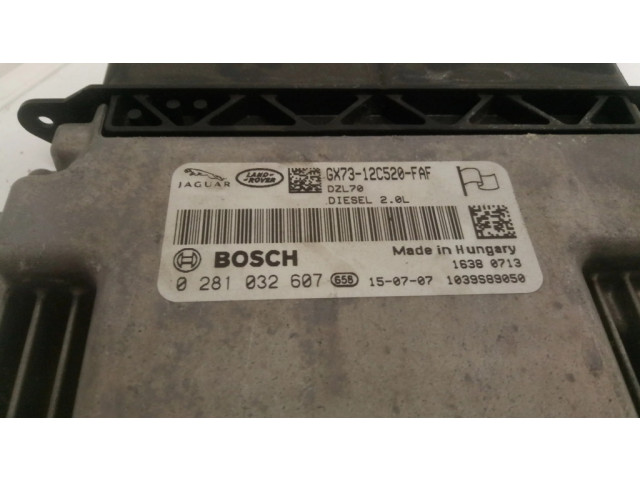 JAGUAR
LAND-
ROVER
GX73-12C520-FAF
DZL70
DIESEL 2.0L
BOSCH
Made in Hungary
1638 0713
0 281 032 607 65B 15-07-07 1039S89050